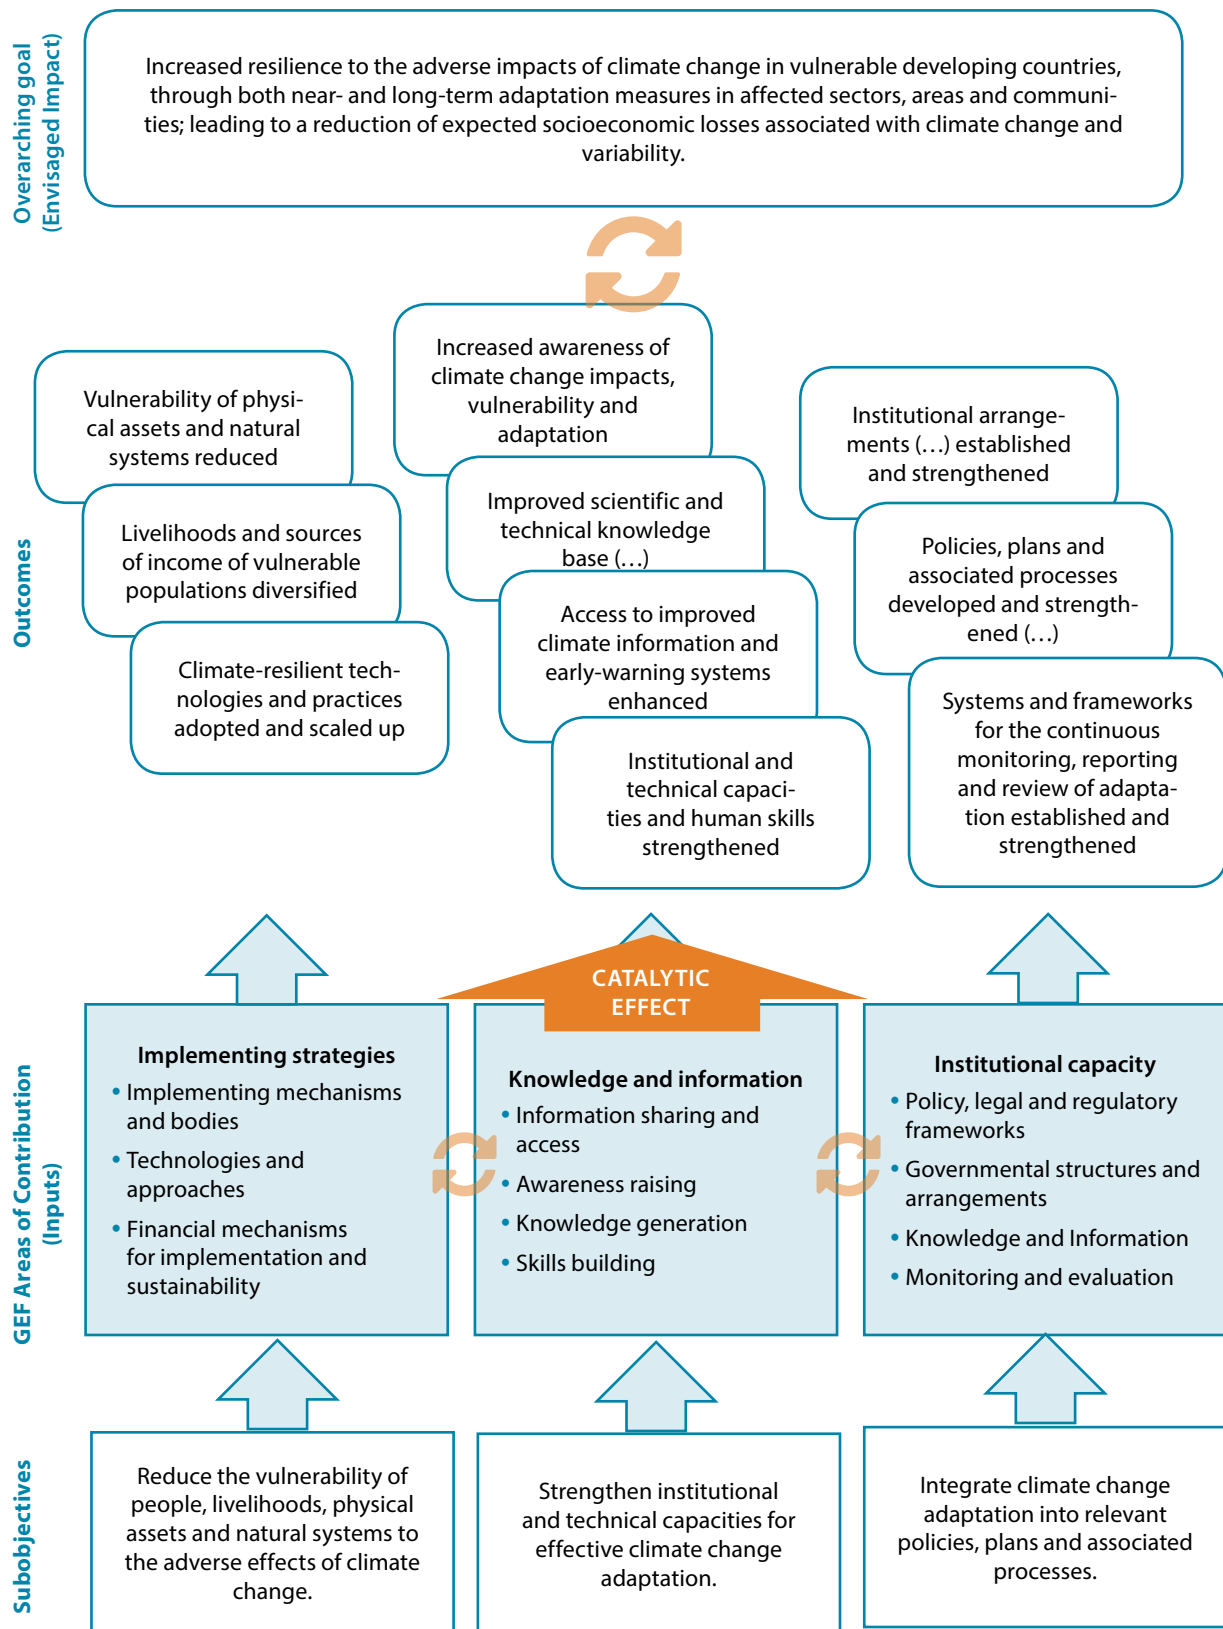 Overarching goal
(Envisaged Impact)
Increased resilience to the adverse impacts of climate change in vulnerable developing countries,
through both near- and long-term adaptation measures in affected sectors, areas and communi-
ties; leading to a reduction of expected socioeconomic losses associated with climate change and
variability.
Outcomes
Vulnerability of physi-
cal assets and natural
systems reduced
Livelihoods and sources
of income of vulnerable
populations diversified
Climate-resilient tech-
nologies and practices
adopted and scaled up
Increased awareness of
climate change impacts,
vulnerability and
adaptation
Improved scientific and
technical knowledge
base (…)
Access to improved
climate information and
early-warning systems
enhanced
Institutional and
technical capaci-
ties and human skills
strengthened
Institutional arrange-
ments (…) established
and strengthened
Policies, plans and
associated processes
developed and strength-
ened (…)
Systems and frameworks
for the continuous
monitoring, reporting
and review of adapta-
tion established and
strengthened
CATALYTIC
EFFECT
GEF Areas of Contribution
(Inputs)
Implementing strategies
• Implementing mechanisms
and bodies
• Technologies and
approaches
• Financial mechanisms
for implementation and
sustainability
Knowledge and information
• Information sharing and
access
• Awareness raising
• Knowledge generation
• Skills building
Institutional capacity
• Policy, legal and regulatory
frameworks
• Governmental structures and
arrangements
• Knowledge and Information
• Monitoring and evaluation
Subobjectives
Reduce the vulnerability of
people, livelihoods, physical
assets and natural systems to
the adverse effects of climate
change.
Strengthen institutional
and technical capacities for
effective climate change
adaptation.
Integrate climate change
adaptation into relevant
policies, plans and associated
processes.